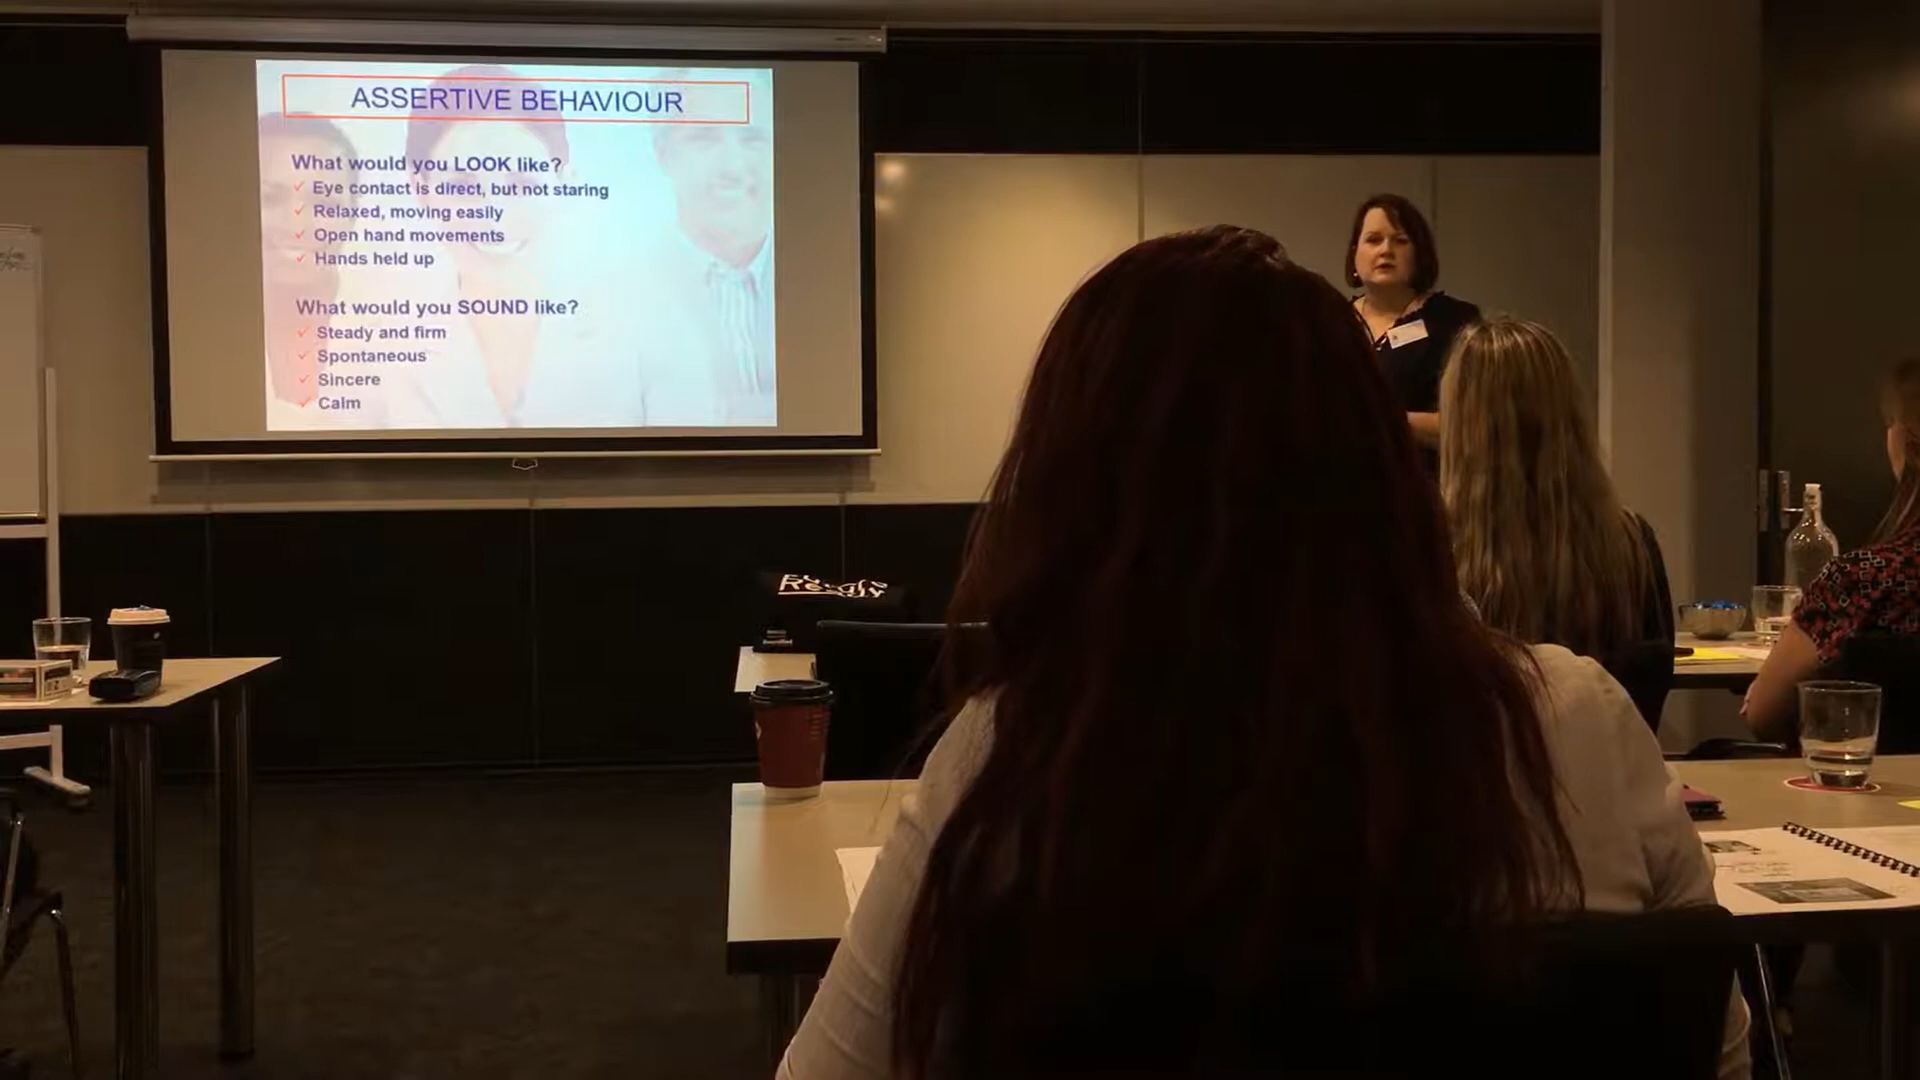 ASSERTIVE BEHAVIOUR
What would you LOOK like?
Eye contact is direct, but not staring
Relaxed, moving easily
Open hand movements
Hands held up
What would you SOUND like?
Steady and firm
Spontaneous
Sincere
Calm